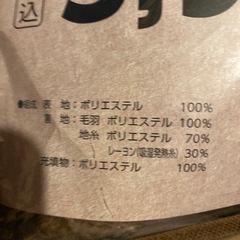 込
●組成 表 地:ポリエステル 100%
裏 地:毛羽 ポリエステル 100%
地糸 ポリエステル 70%
レーヨン(吸湿発熱糸) 30%
充填物:ポリエステル 100%